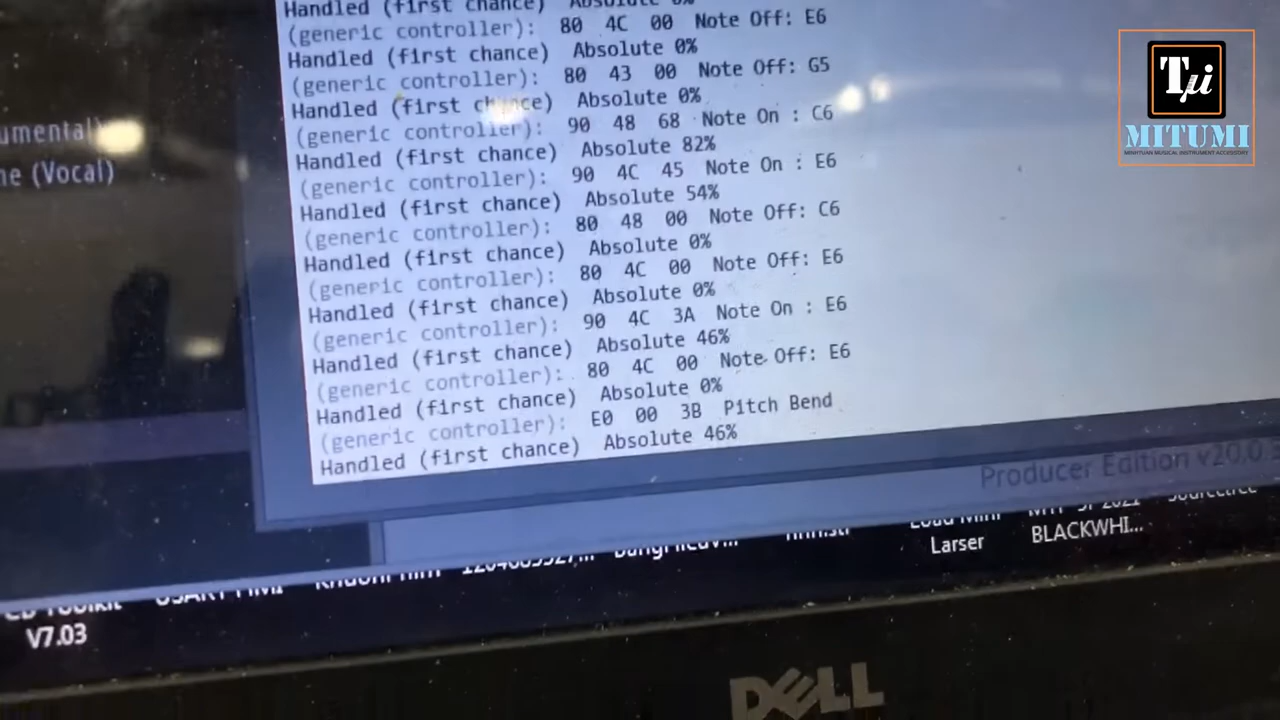 Handled (first chance) Absolute 0%
(generic controller): 80 4C 00 Note Off: E6
Handled (first chance) Absolute 0%
(generic controller): 80 43 00 Note Off: G5
Handled (first chance) Absolute 0%
(generic controller): 90 48 68 Note On : C6
Handled (first chance) Absolute 82%
(generic controller): 90 4C 45 Note On : E6
Handled (first chance) Absolute 54%
(generic controller): 80 48 00 Note Off: C6
Handled (first chance) Absolute 0%
(generic controller): 80 4C 00 Note Off: E6
Handled (first chance) Absolute 0%
(generic controller): 90 4C 3A Note On : E6
Handled (first chance) Absolute 46%
(generic controller): 80 4C 00 Note Off: E6
Handled (first chance) Absolute 0%
(generic controller): E0 00 3B Pitch Bend
Handled (first chance) Absolute 46%
(Vocal)
Tμ
MITUMI
Producer Edition v20.0
V7.03
Larser
BLACKWHI...
DELL